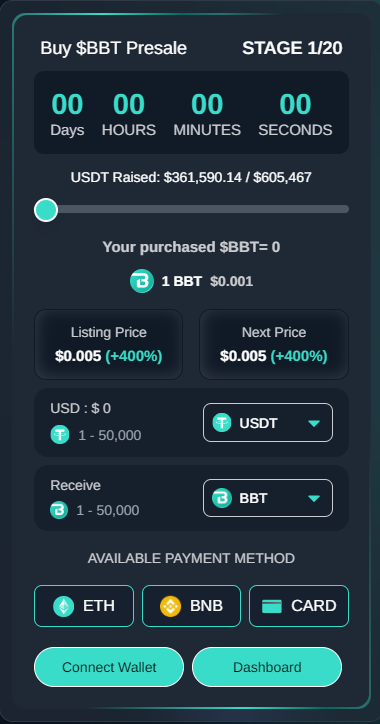 Buy $BBT Presale STAGE 1/20
00 00 00 00
Days HOURS MINUTES SECONDS
USDT Raised: $361,590.14 / $605,467
Your purchased $BBT= 0
1 BBT $0.001
Listing Price Next Price
$0.005 (+400%) $0.005 (+400%)
USD : $ 0
USDT
1 - 50,000
Receive
BBT
1 - 50,000
AVAILABLE PAYMENT METHOD
ETH BNB CARD
Connect Wallet Dashboard